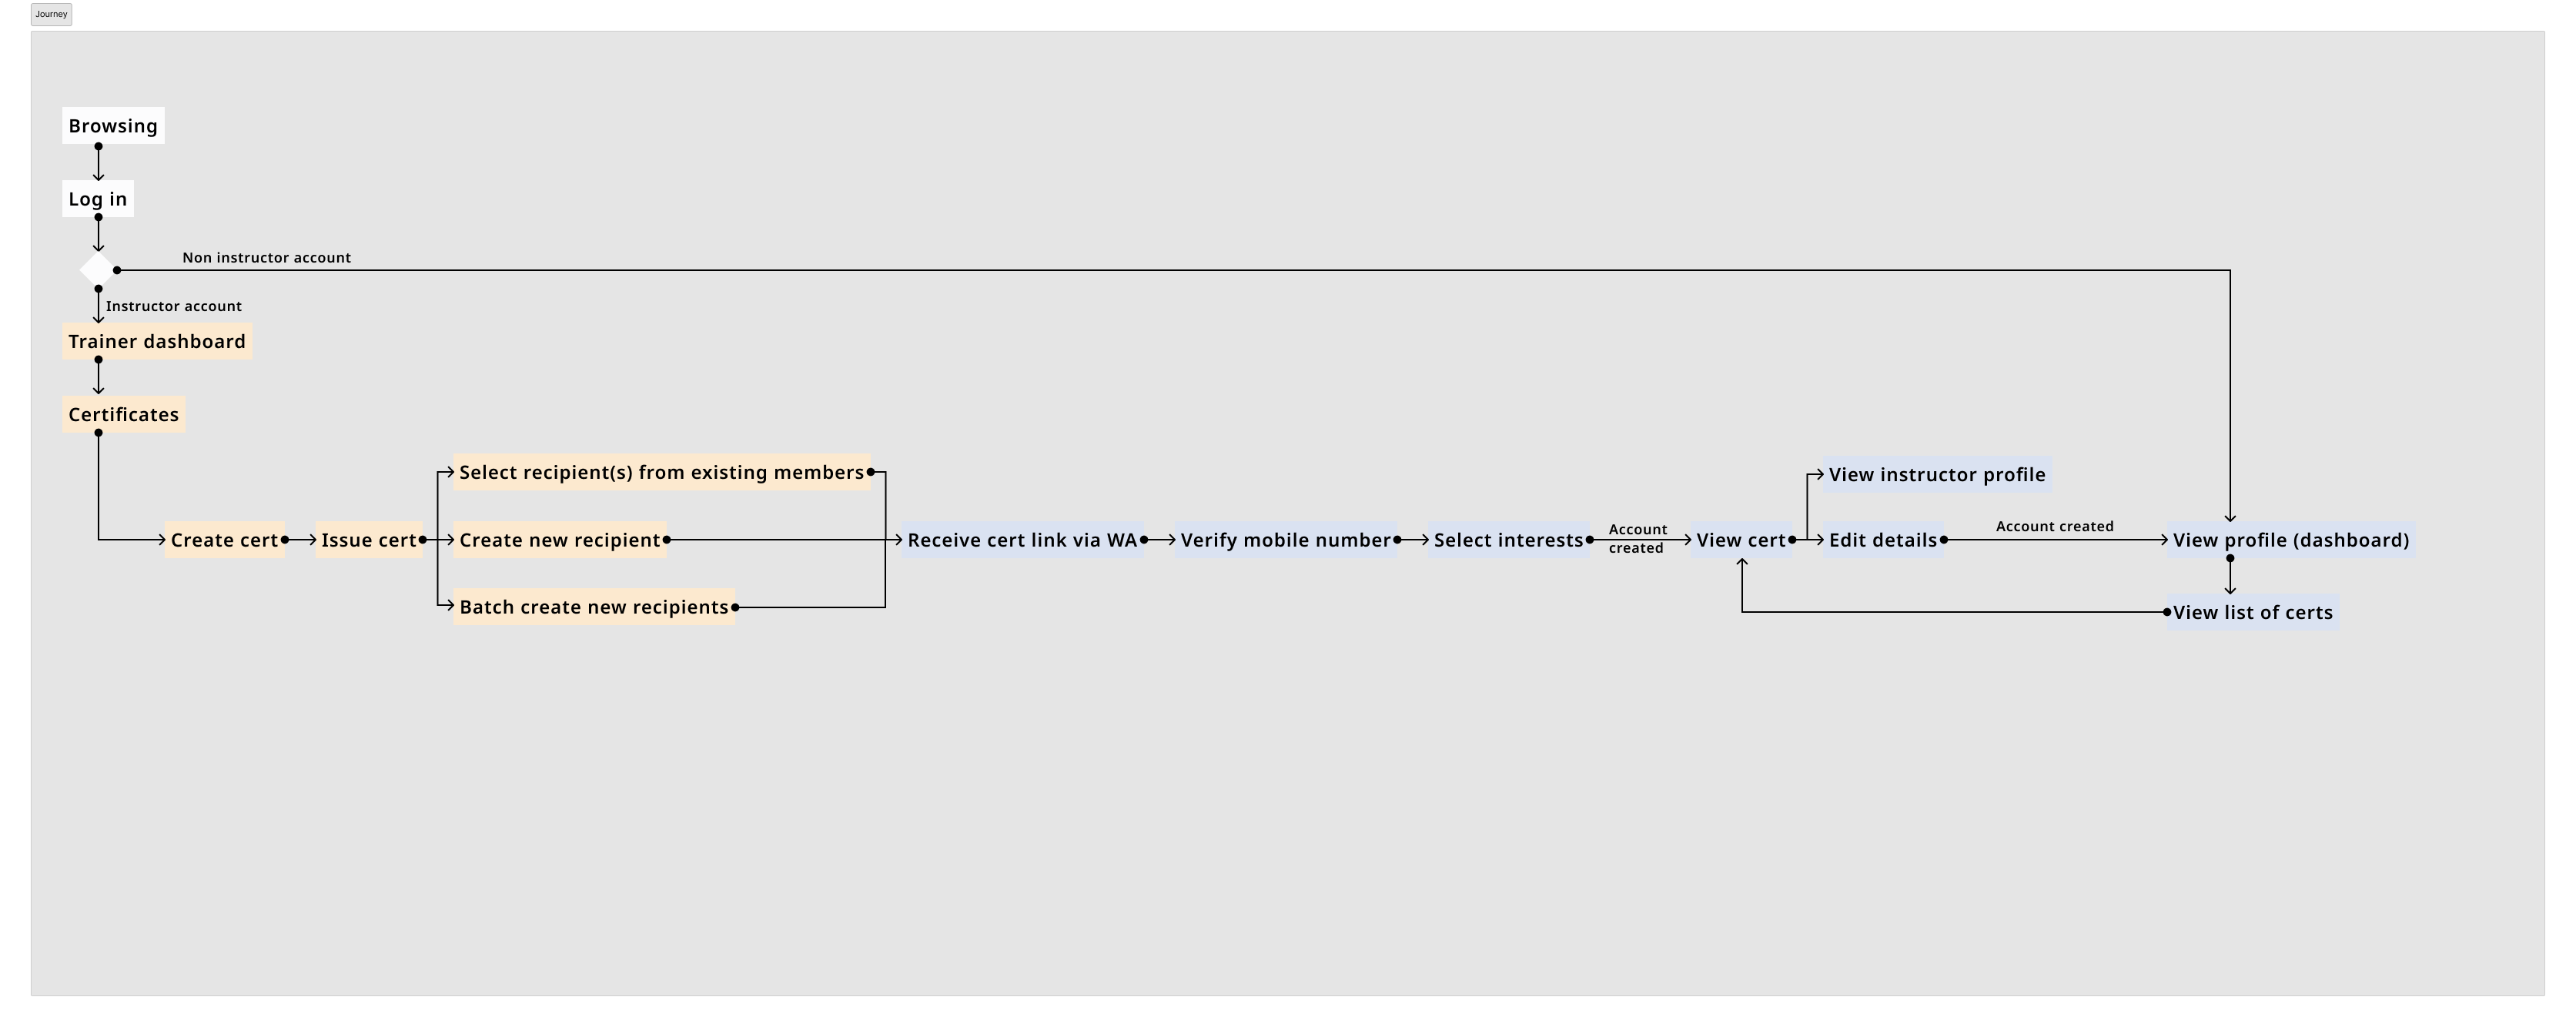 Journey
Browsing
Log in
Non instructor account
Instructor account
Trainer dashboard
Certificates
Select recipient(s) from existing members
View instructor profile
Create cert
Issue cert
Create new recipient
Receive cert link via WA
Verify mobile number
Select interests
Account
created
View cert
Edit details
Account created
View profile (dashboard)
Batch create new recipients
View list of certs